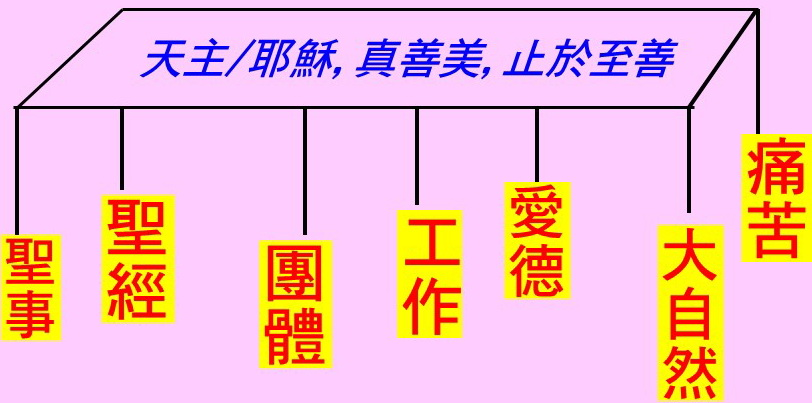 天主/耶穌, 真善美, 止於至善
聖事
聖經
團體
工作
愛德
大自然
痛苦